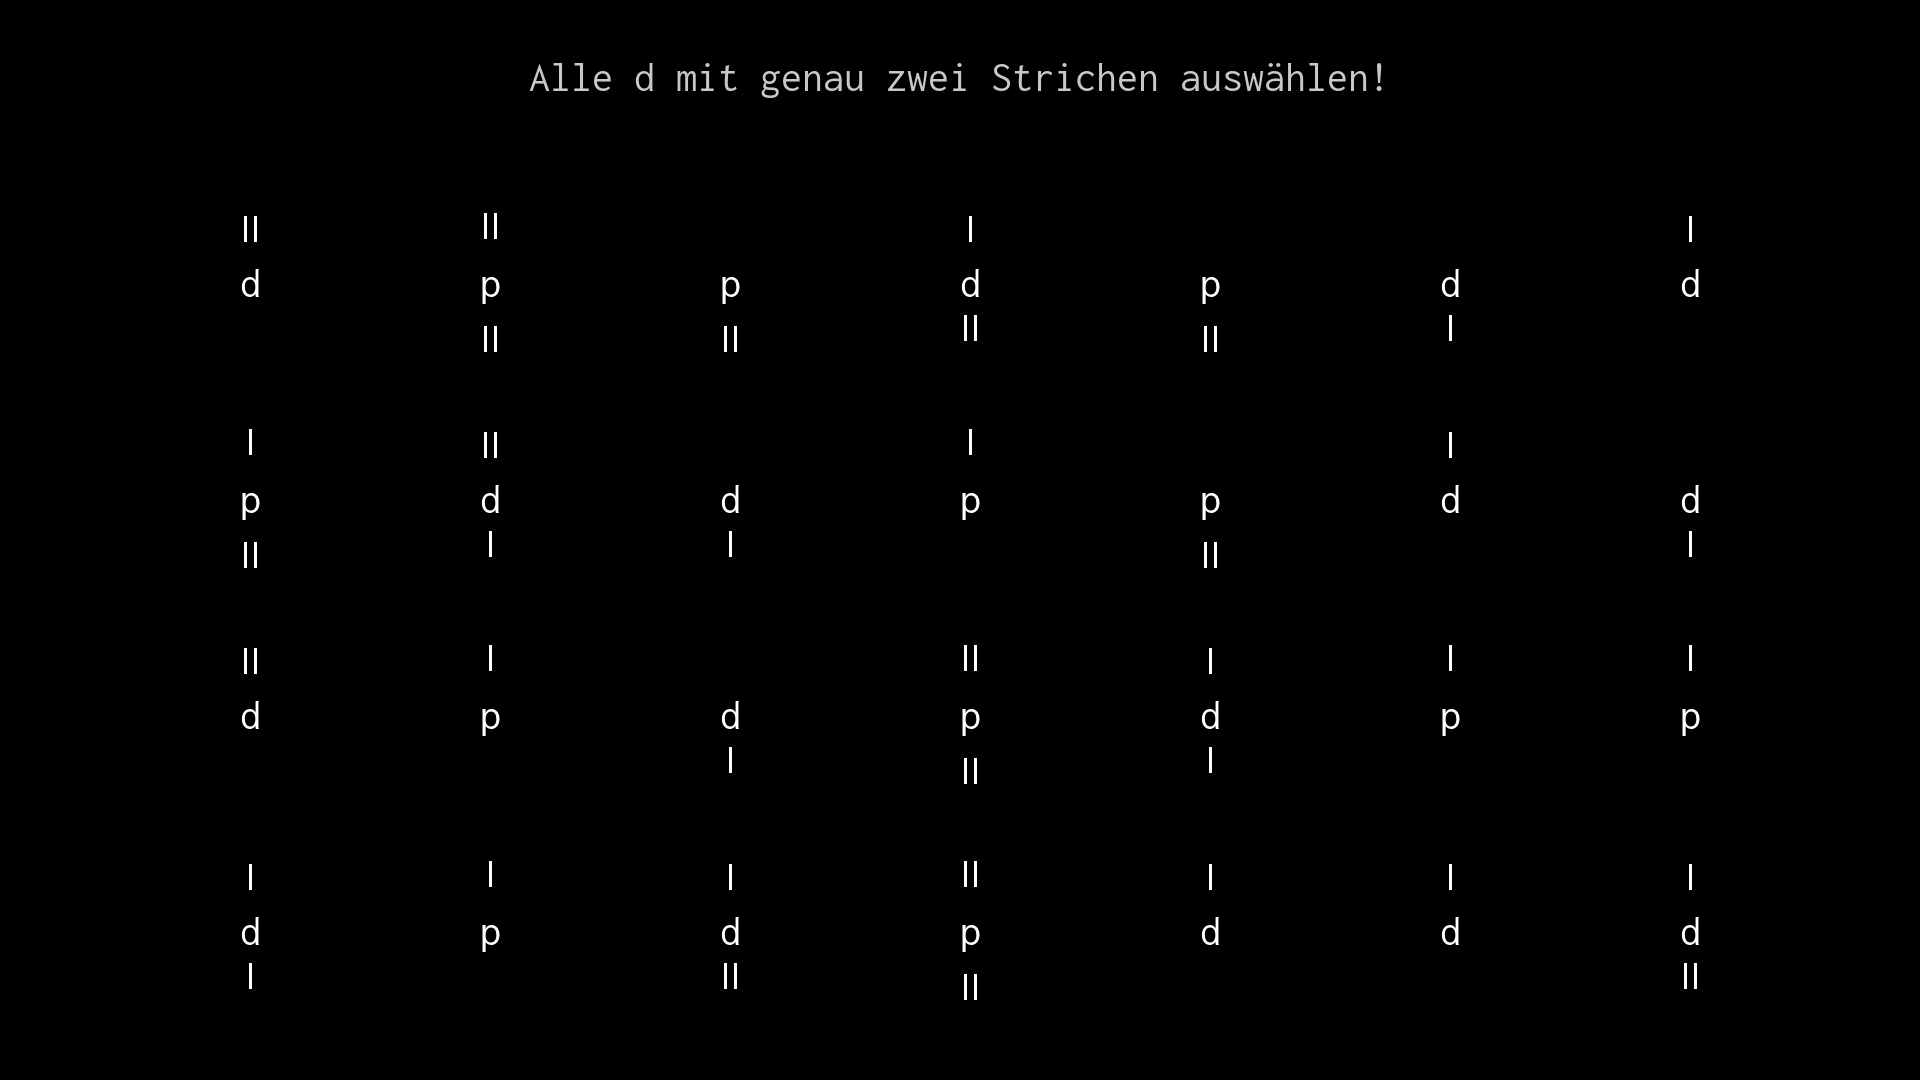 Alle d mit genau zwei Strichen auswählen!
|| || | |
d p p d p d d
|| || || || |
| || | |
p d d p p d d
|| | | || |
|| | || | | |
d p d p d p p
| || |
| | | || | | |
d p d p d d d
| || || ||